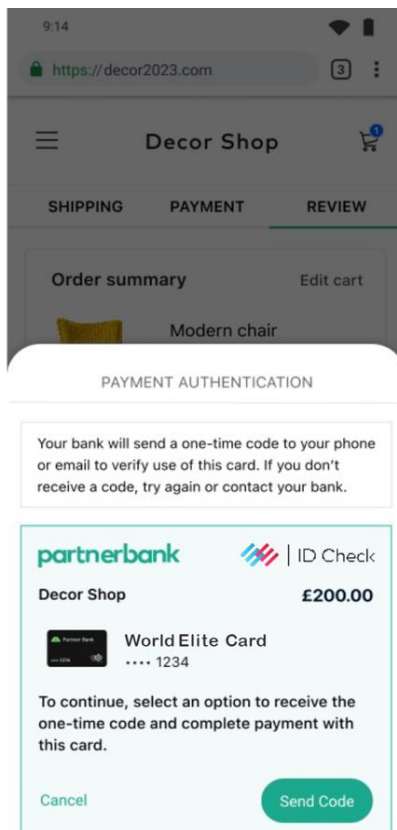 9:14
https://decor2023.com 3
Decor Shop 1
SHIPPING PAYMENT REVIEW
Order summary Edit cart
Modern chair
PAYMENT AUTHENTICATION
Your bank will send a one-time code to your phone
or email to verify use of this card. If you don't
receive a code, try again or contact your bank.
partnerbank ID Check
Decor Shop £200.00
Partner Bank
World Elite Card
•••• 1234
To continue, select an option to receive the
one-time code and complete payment with
this card.
Cancel Send Code